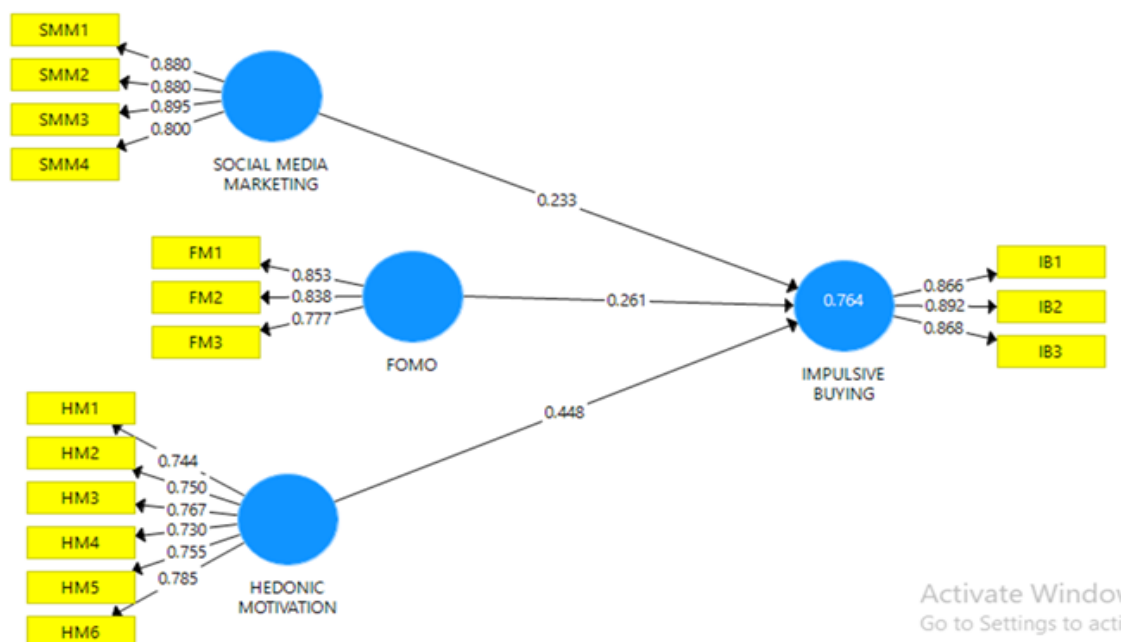 SMM1
SMM2
SMM3
SMM4
0.880
0.880
0.895
0.800
SOCIAL MEDIA
MARKETING
0.233
FM1
FM2
FM3
0.853
0.838
0.777
FOMO
0.261
HM1
HM2
HM3
HM4
HM5
HM6
0.744
0.750
0.767
0.730
0.755
0.785
HEDONIC
MOTIVATION
0.448
0.764
IMPULSIVE
BUYING
0.866
0.892
0.868
IB1
IB2
IB3
Activate Window
Go to Settings to acti